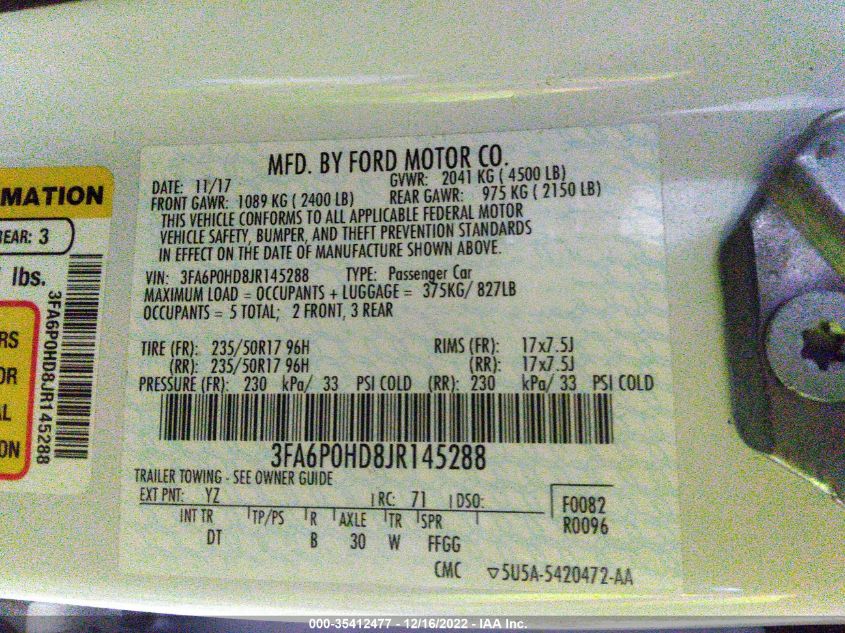 MFD. BY FORD MOTOR CO.
DATE: 11/17 GVWR: 2041 KG ( 4500 LB)
FRONT GAWR: 1089 KG ( 2400 LB) REAR GAWR: 975 KG ( 2150 LB)
THIS VEHICLE CONFORMS TO ALL APPLICABLE FEDERAL MOTOR
VEHICLE SAFETY, BUMPER, AND THEFT PREVENTION STANDARDS
IN EFFECT ON THE DATE OF MANUFACTURE SHOWN ABOVE.
VIN: 3FA6P0HD8JR145288 TYPE: Passenger Car
MAXIMUM LOAD = OCCUPANTS + LUGGAGE = 375KG/ 827LB
OCCUPANTS = 5 TOTAL; 2 FRONT, 3 REAR
TIRE (FR): 235/50R17 96H RIMS (FR): 17x7.5J
(RR): 235/50R17 96H (RR): 17x7.5J
PRESSURE (FR): 230 kPa/ 33 PSI COLD (RR): 230 kPa/ 33 PSI COLD
3FA6P0HD8JR145288
TRAILER TOWING - SEE OWNER GUIDE
EXT PNT: YZ RC: 71 DSO:
F0082
R0096
INT TR TP/PS R AXLE TR SPR
DT B 30 W FFGG
CMC ▽5U5A-5420472-AA
MATION
REAR: 3
lbs.
3FA6P0HD8JR145288
RS
OR
AL
ON
000-35412477 - 12/16/2022 - IAA Inc.